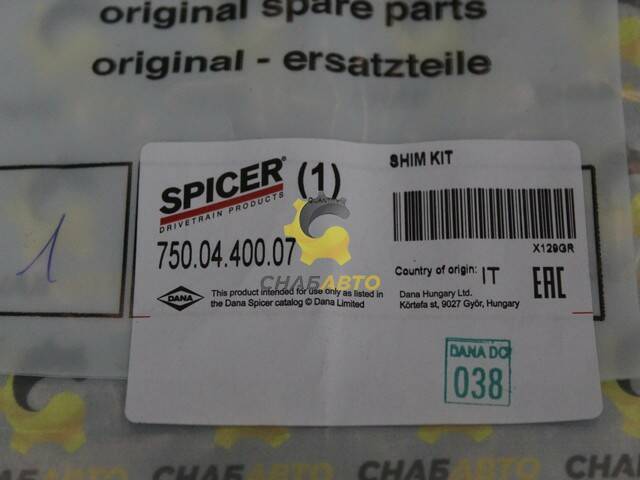 original spare parts
original - ersatzteile
1
SPICER® (1)
DRIVETRAIN PRODUCTS
750.04.400.07
SHIM KIT
X129GR
Country of origin: IT
EAC
DANA
This product intended for use only as listed in
the Dana Spicer catalog © Dana Limited
Dana Hungary Ltd.
Körtefa st, 9027 Győr, Hungary
DANA DC
038
СНАБАВТО
СНАБАВТО
СНАБАВТО